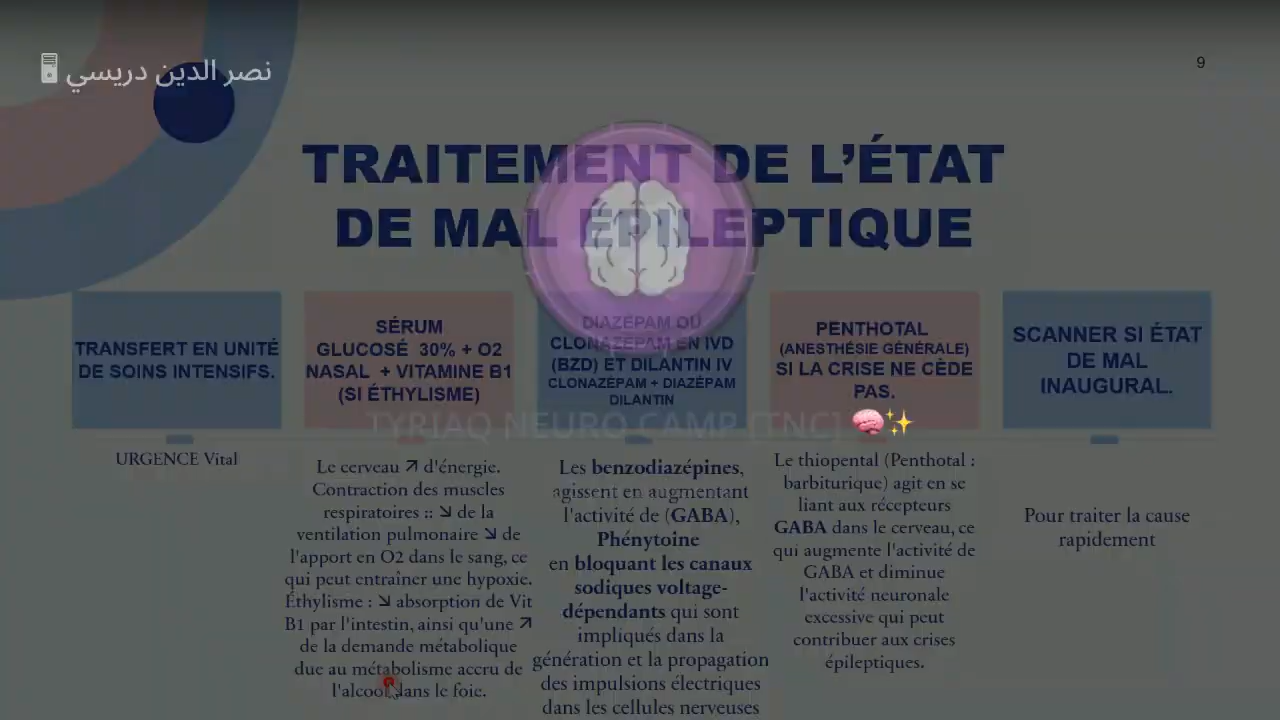 نصر الدين دريسي
9
TRAITEMENT DE L’ÉTAT
DE MAL ÉPILEPTIQUE
TRANSFERT EN UNITÉ
DE SOINS INTENSIFS.
URGENCE Vital
SÉRUM
GLUCOSÉ 30% + O2
NASAL + VITAMINE B1
(SI ÉTHYLISME)
Le cerveau ↗ d'énergie.
Contraction des muscles
respiratoires :: ↘ de la
ventilation pulmonaire ↘ de
l'apport en O2 dans le sang, ce
qui peut entraîner une hypoxie.
Éthylisme : ↘ absorption de Vit
B1 par l'intestin, ainsi qu'une ↗
de la demande métabolique
due au métabolisme accru de
l'alcool dans le foie.
DIAZÉPAM OU
CLONAZÉPAM EN IVD
(BZD) ET DILANTIN IV
CLONAZÉPAM + DIAZÉPAM
DILANTIN
Les benzodiazépines,
agissent en augmentant
l'activité de (GABA),
Phénytoine
en bloquant les canaux
sodiques voltage-
dépendants qui sont
impliqués dans la
génération et la propagation
des impulsions électriques
dans les cellules nerveuses
PENTHOTAL
(ANESTHÉSIE GÉNÉRALE)
SI LA CRISE NE CÈDE
PAS.
Le thiopental (Penthotal :
barbiturique) agit en se
liant aux récepteurs
GABA dans le cerveau, ce
qui augmente l'activité de
GABA et diminue
l'activité neuronale
excessive qui peut
contribuer aux crises
épileptiques.
SCANNER SI ÉTAT
DE MAL
INAUGURAL.
Pour traiter la cause
rapidement
TYRIAQ NEURO CAMP [TNC] 🧠✨